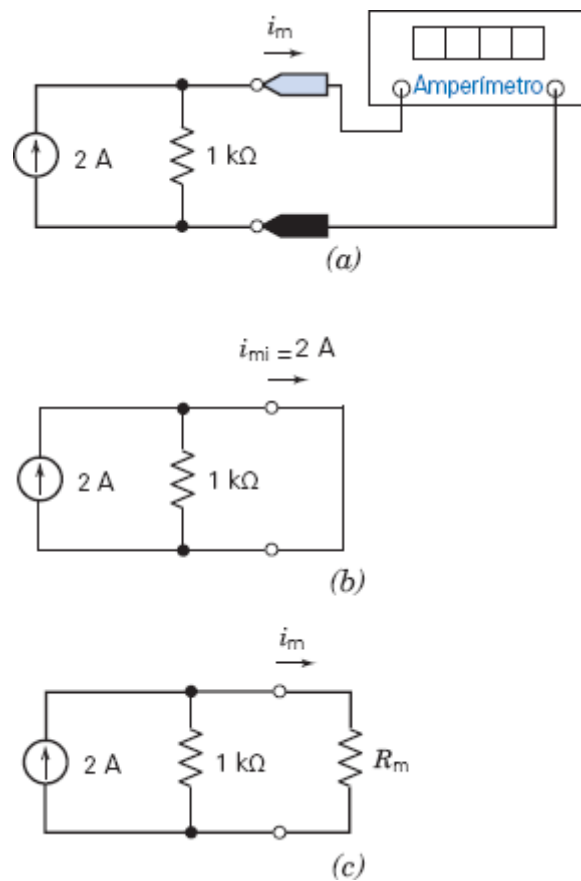 i_m
Amperímetro
2 A
1 kΩ
(a)
i_mi = 2 A
2 A
1 kΩ
(b)
i_m
2 A
1 kΩ
R_m
(c)